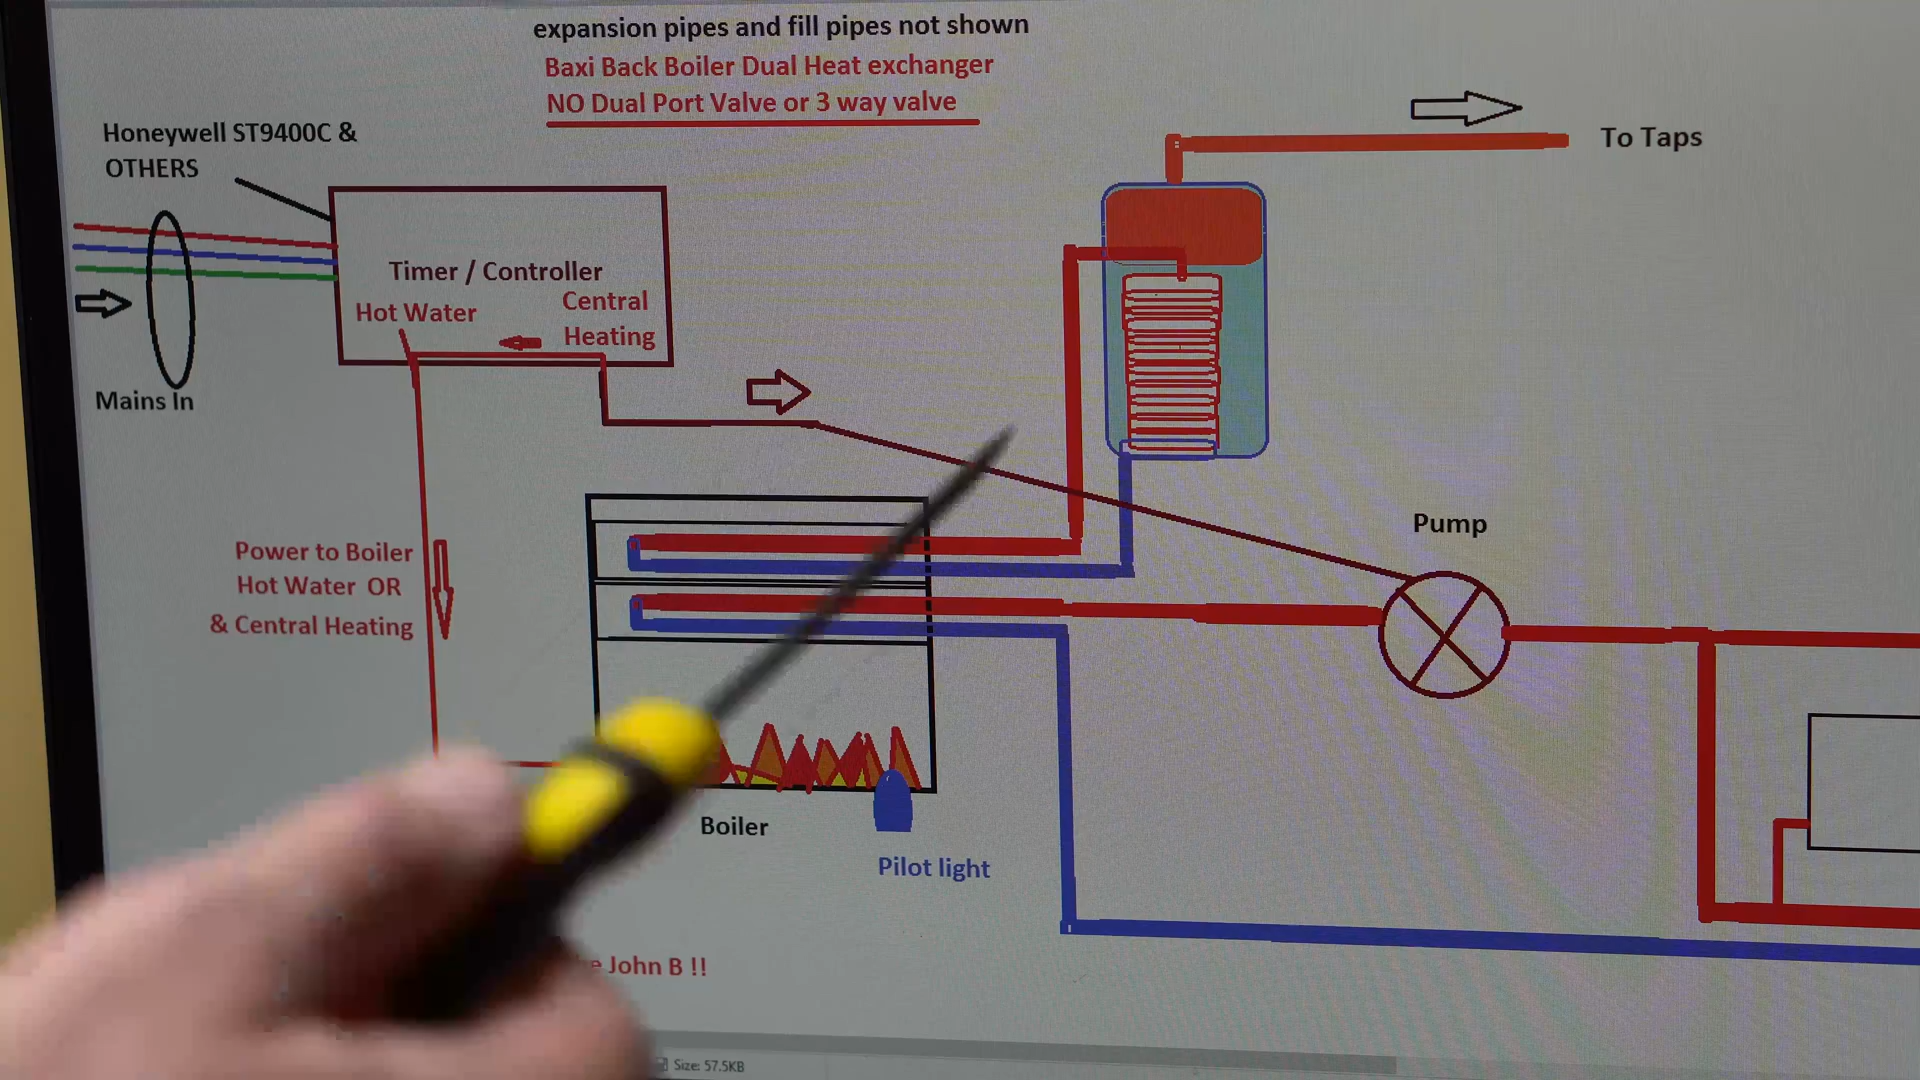 expansion pipes and fill pipes not shown
Baxi Back Boiler Dual Heat exchanger
NO Dual Port Valve or 3 way valve
Honeywell ST9400C &
OTHERS
To Taps
Timer / Controller
Hot Water
Central
Heating
Mains In
Pump
Power to Boiler
Hot Water OR
& Central Heating
Boiler
Pilot light
John B !!
Size: 57.5KB